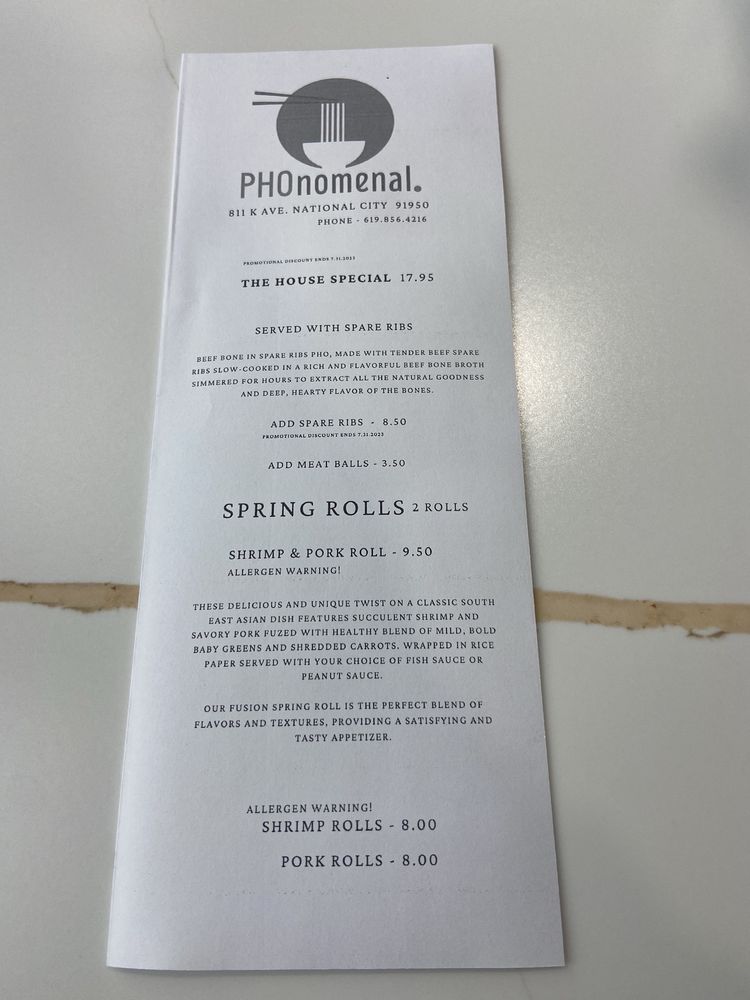 PHOnomenal.
811 K AVE. NATIONAL CITY 91950
PHONE - 619.856.4216
PROMOTIONAL DISCOUNT ENDS 7.31.2023
THE HOUSE SPECIAL 17.95
SERVED WITH SPARE RIBS
BEEF BONE IN SPARE RIBS PHO, MADE WITH TENDER BEEF SPARE
RIBS SLOW-COOKED IN A RICH AND FLAVORFUL BEEF BONE BROTH
SIMMERED FOR HOURS TO EXTRACT ALL THE NATURAL GOODNESS
AND DEEP, HEARTY FLAVOR OF THE BONES.
ADD SPARE RIBS - 8.50
PROMOTIONAL DISCOUNT ENDS 7.31.2023
ADD MEAT BALLS - 3.50
SPRING ROLLS 2 ROLLS
SHRIMP & PORK ROLL - 9.50
ALLERGEN WARNING!
THESE DELICIOUS AND UNIQUE TWIST ON A CLASSIC SOUTH
EAST ASIAN DISH FEATURES SUCCULENT SHRIMP AND
SAVORY PORK FUZED WITH HEALTHY BLEND OF MILD, BOLD
BABY GREENS AND SHREDDED CARROTS. WRAPPED IN RICE
PAPER SERVED WITH YOUR CHOICE OF FISH SAUCE OR
PEANUT SAUCE.
OUR FUSION SPRING ROLL IS THE PERFECT BLEND OF
FLAVORS AND TEXTURES, PROVIDING A SATISFYING AND
TASTY APPETIZER.
ALLERGEN WARNING!
SHRIMP ROLLS - 8.00
PORK ROLLS - 8.00